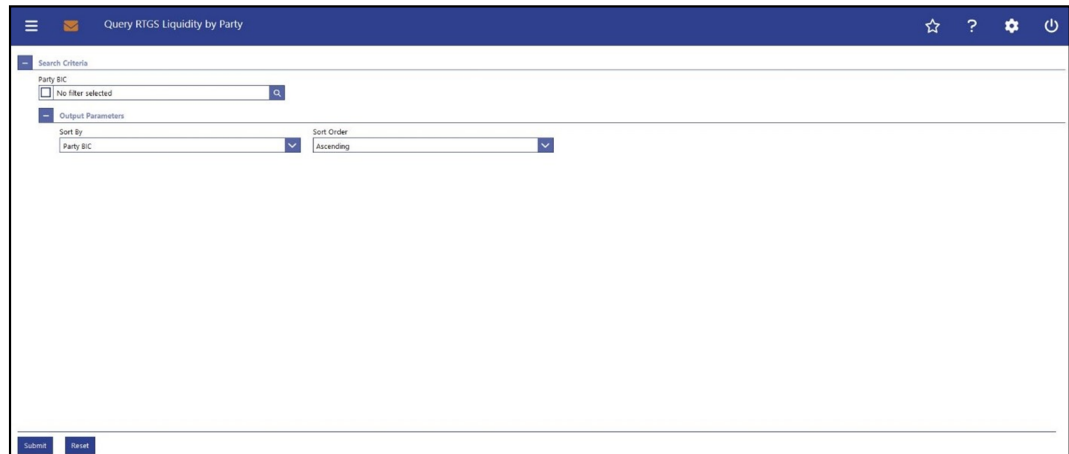 Query RTGS Liquidity by Party
?
Search Criteria
Party BIC
No filter selected
Output Parameters
Sort By Sort Order
Party BIC Ascending
Submit Reset